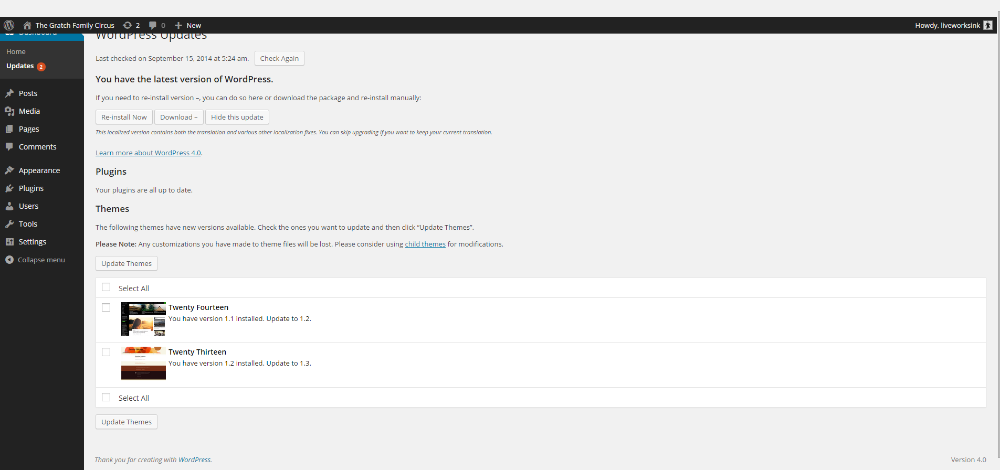 The Gratch Family Circus 2 0 New Howdy, liveworksink
Dashboard
WordPress Updates
Home
Updates 2
Posts
Media
Pages
Comments
Appearance
Plugins
Users
Tools
Settings
Collapse menu
Last checked on September 15, 2014 at 5:24 am. Check Again
You have the latest version of WordPress.
If you need to re-install version –, you can do so here or download the package and re-install manually:
Re-install Now Download – Hide this update
This localized version contains both the translation and various other localization fixes. You can skip upgrading if you want to keep your current translation.
Learn more about WordPress 4.0.
Plugins
Your plugins are all up to date.
Themes
The following themes have new versions available. Check the ones you want to update and then click “Update Themes”.
Please Note: Any customizations you have made to theme files will be lost. Please consider using child themes for modifications.
Update Themes
Select All
Twenty Fourteen
You have version 1.1 installed. Update to 1.2.
Twenty Thirteen
You have version 1.2 installed. Update to 1.3.
Select All
Update Themes
Thank you for creating with WordPress.
Version 4.0